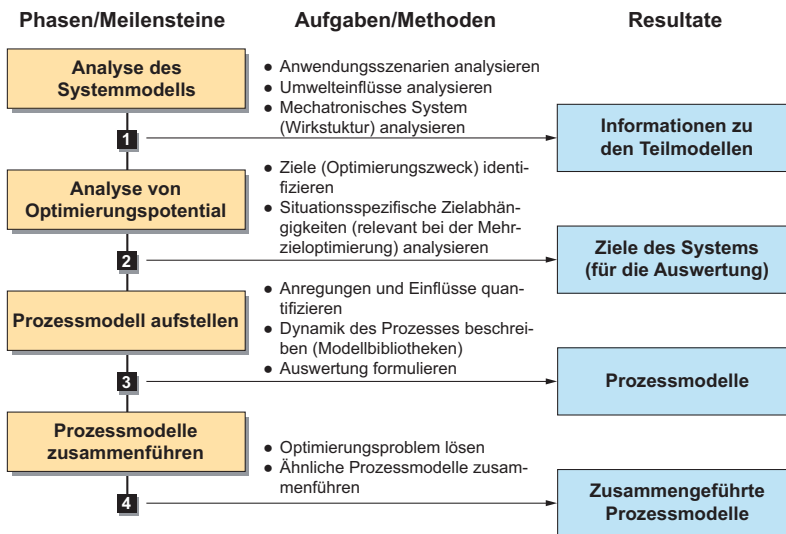 Phasen/Meilensteine
Aufgaben/Methoden
Resultate
Analyse des
Systemmodells
● Anwendungsszenarien analysieren
● Umwelteinflüsse analysieren
● Mechatronisches System
(Wirkstuktur) analysieren
1
Informationen zu
den Teilmodellen
Analyse von
Optimierungspotential
● Ziele (Optimierungszweck) identi-
fizieren
● Situationsspezifische Zielabhän-
gigkeiten (relevant bei der Mehr-
zieloptimierung) analysieren
2
Ziele des Systems
(für die Auswertung)
Prozessmodell aufstellen
● Anregungen und Einflüsse quan-
tifizieren
● Dynamik des Prozesses beschrei-
ben (Modellbibliotheken)
● Auswertung formulieren
3
Prozessmodelle
Prozessmodelle
zusammenführen
● Optimierungsproblem lösen
● Ähnliche Prozessmodelle zusam-
menführen
4
Zusammengeführte
Prozessmodelle